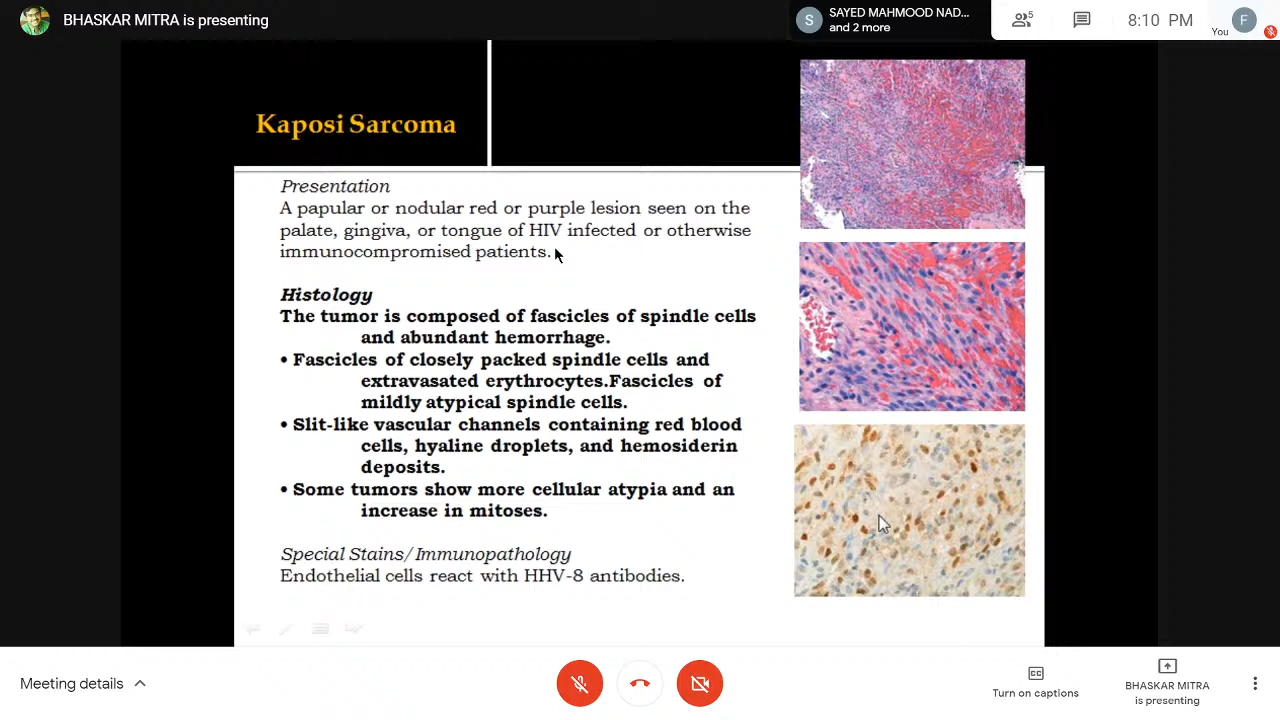 BHASKAR MITRA is presenting
S
SAYED MAHMOOD NAD...
and 2 more
5
8:10 PM
You
F
Kaposi Sarcoma
Presentation
A papular or nodular red or purple lesion seen on the
palate, gingiva, or tongue of HIV infected or otherwise
immunocompromised patients.
Histology
The tumor is composed of fascicles of spindle cells
and abundant hemorrhage.
• Fascicles of closely packed spindle cells and
extravasated erythrocytes.Fascicles of
mildly atypical spindle cells.
• Slit-like vascular channels containing red blood
cells, hyaline droplets, and hemosiderin
deposits.
• Some tumors show more cellular atypia and an
increase in mitoses.
Special Stains/Immunopathology
Endothelial cells react with HHV-8 antibodies.
Meeting details
CC
Turn on captions
BHASKAR MITRA
is presenting